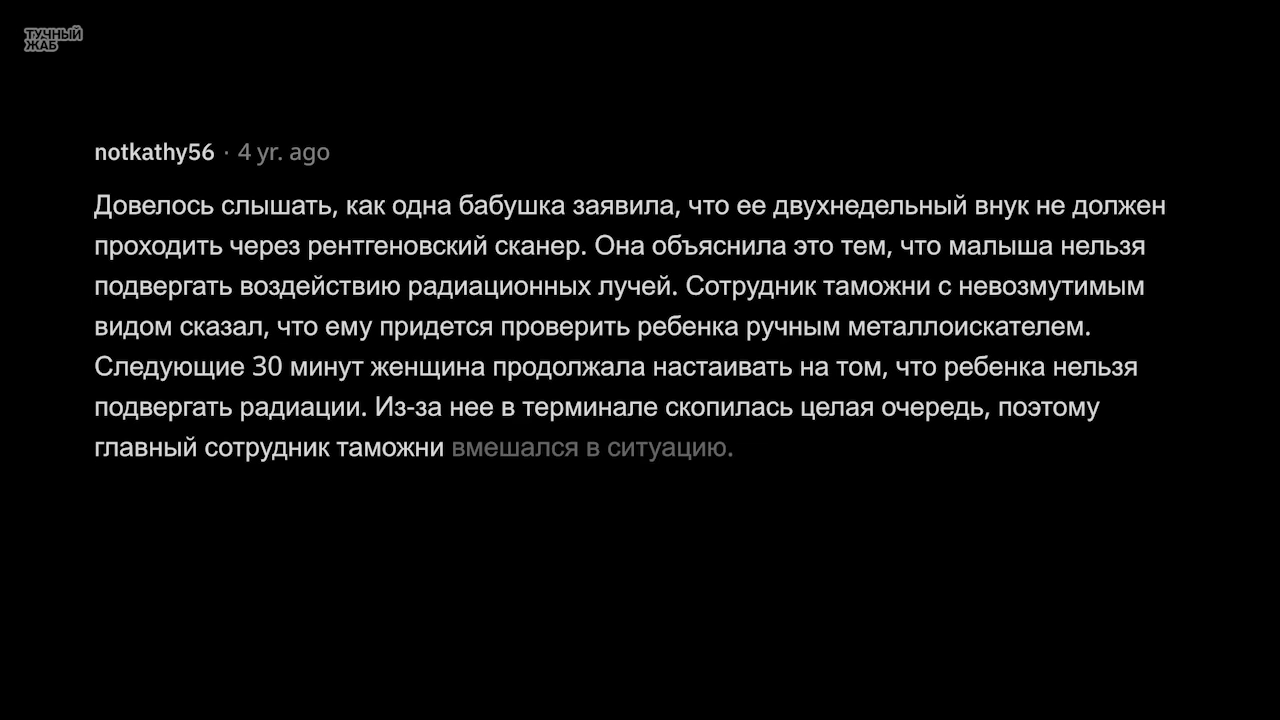 ТУЧНЫЙ
ЖАБ
notkathy56 · 4 yr. ago
Довелось слышать, как одна бабушка заявила, что ее двухнедельный внук не должен
проходить через рентгеновский сканер. Она объяснила это тем, что малыша нельзя
подвергать воздействию радиационных лучей. Сотрудник таможни с невозмутимым
видом сказал, что ему придется проверить ребенка ручным металлоискателем.
Следующие 30 минут женщина продолжала настаивать на том, что ребенка нельзя
подвергать радиации. Из-за нее в терминале скопилась целая очередь, поэтому
главный сотрудник таможни вмешался в ситуацию.